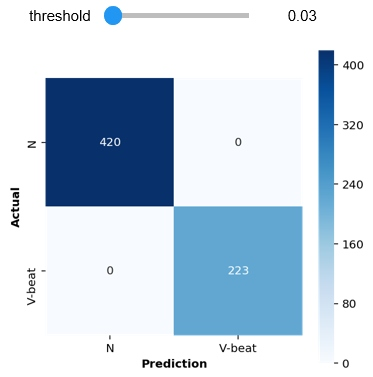 threshold 0.03
400
N 420 0
320
240
Actual
160
V-beat 0 223
80
0
N V-beat
Prediction